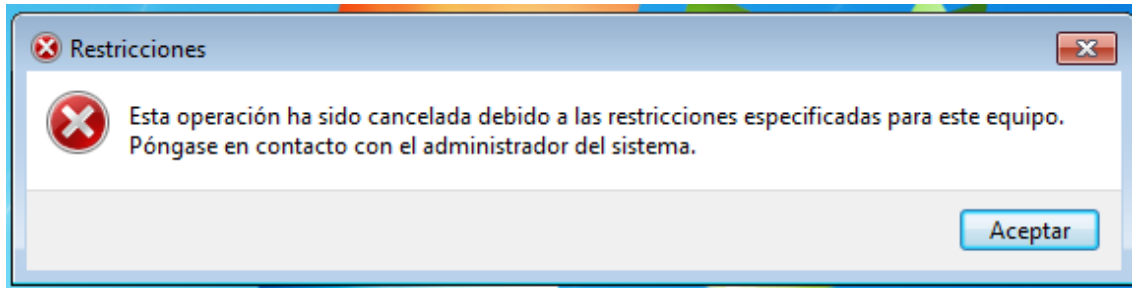 Restricciones
Esta operación ha sido cancelada debido a las restricciones especificadas para este equipo.
Póngase en contacto con el administrador del sistema.
Aceptar